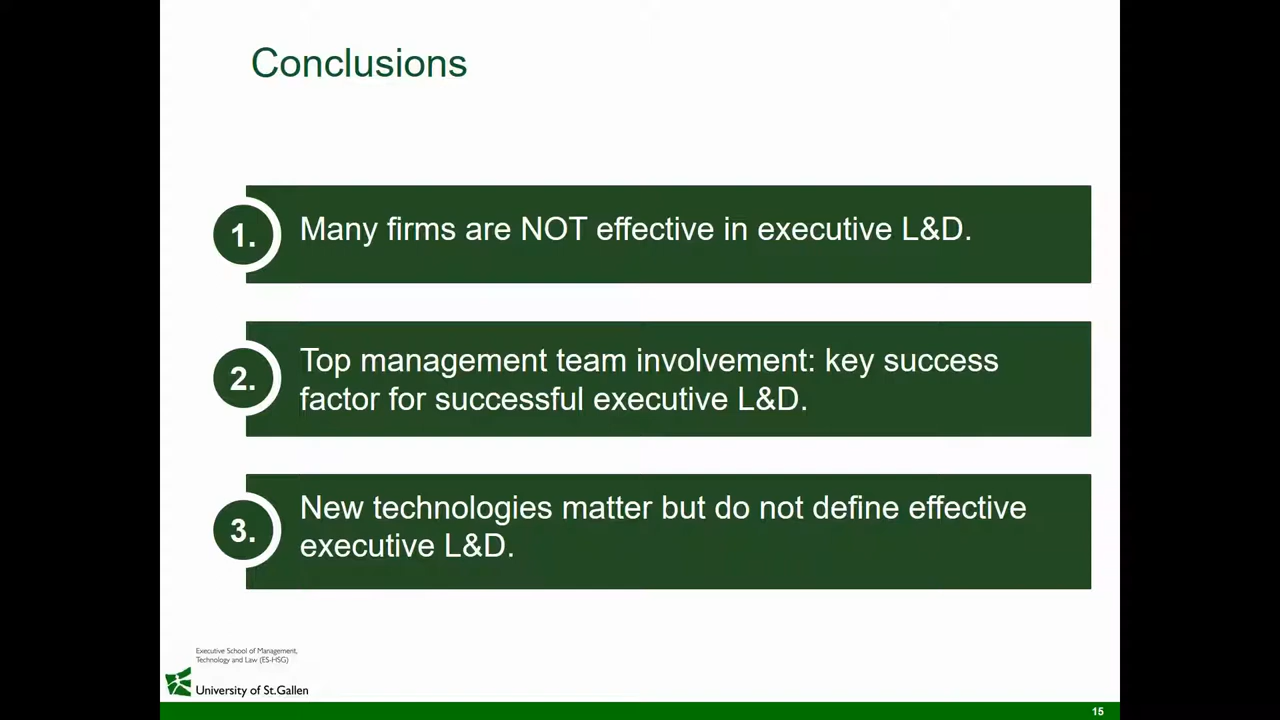 Conclusions
1.
Many firms are NOT effective in executive L&D.
2.
Top management team involvement: key success
factor for successful executive L&D.
3.
New technologies matter but do not define effective
executive L&D.
Executive School of Management,
Technology and Law (ES-HSG)
University of St.Gallen
15